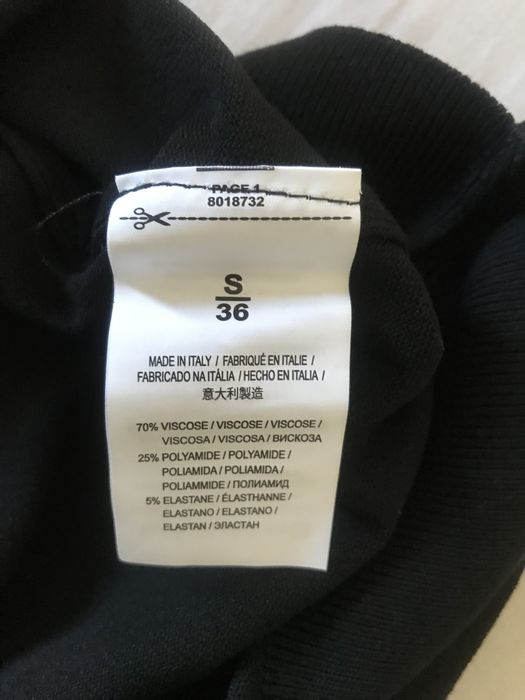 PAGE 1
8018732
S
36
MADE IN ITALY / FABRIQUÉ EN ITALIE /
FABRICADO NA ITÁLIA / HECHO EN ITALIA /
意大利製造
70% VISCOSE / VISCOSE / VISCOSE /
VISCOSA / VISCOSA / ВИСКОЗА
25% POLYAMIDE / POLYAMIDE /
POLIAMIDA / POLIAMIDA /
POLIAMMIDE / ПОЛИАМИД
5% ELASTANE / ÉLASTHANNE /
ELASTANO / ELASTANO /
ELASTAN / ЭЛАСТАН